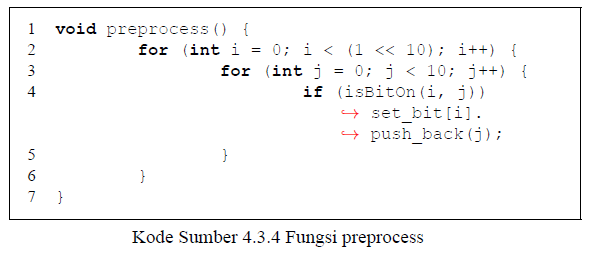 1 void preprocess() {
2 for (int i = 0; i < (1 << 10); i++) {
3 for (int j = 0; j < 10; j++) {
4 if (isBitOn(i, j))
↪ set_bit[i].
↪ push_back(j);
5 }
6 }
7 }
Kode Sumber 4.3.4 Fungsi preprocess